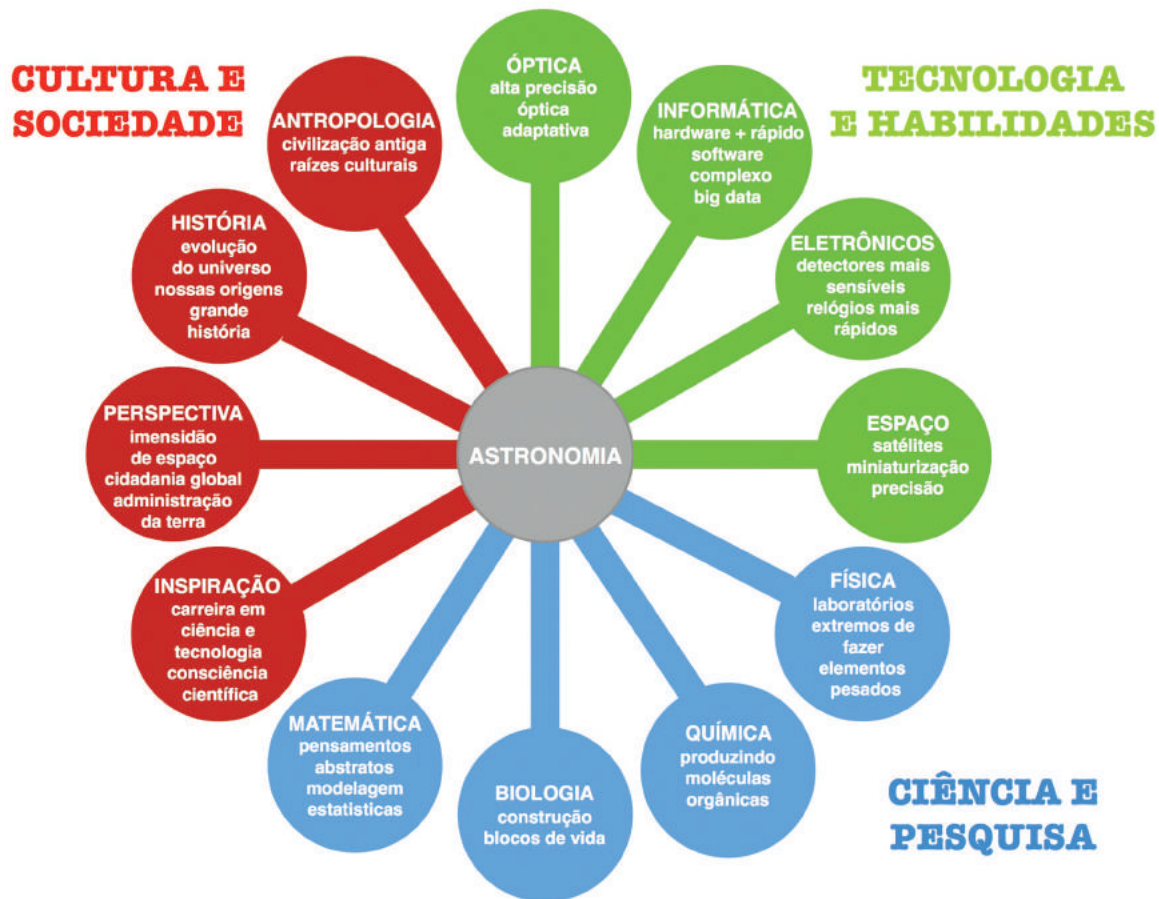 CULTURA E
SOCIEDADE
TECNOLOGIA
E HABILIDADES
ÓPTICA
alta precisão
óptica
adaptativa
INFORMÁTICA
hardware + rápido
software
complexo
big data
ELETRÔNICOS
detectores mais
sensíveis
relógios mais
rápidos
ESPAÇO
satélites
miniaturização
precisão
FÍSICA
laboratórios
extremos de
fazer
elementos
pesados
QUÍMICA
produzindo
moléculas
orgânicas
BIOLOGIA
construção
blocos de vida
MATEMÁTICA
pensamentos
abstratos
modelagem
estatisticas
INSPIRAÇÃO
carreira em
ciência e
tecnologia
consciência
científica
PERSPECTIVA
imensidão
de espaço
cidadania global
administração
da terra
HISTÓRIA
evolução
do universo
nossas origens
grande
história
ANTROPOLOGIA
civilização antiga
raízes culturais
ASTRONOMIA
CIÊNCIA E
PESQUISA